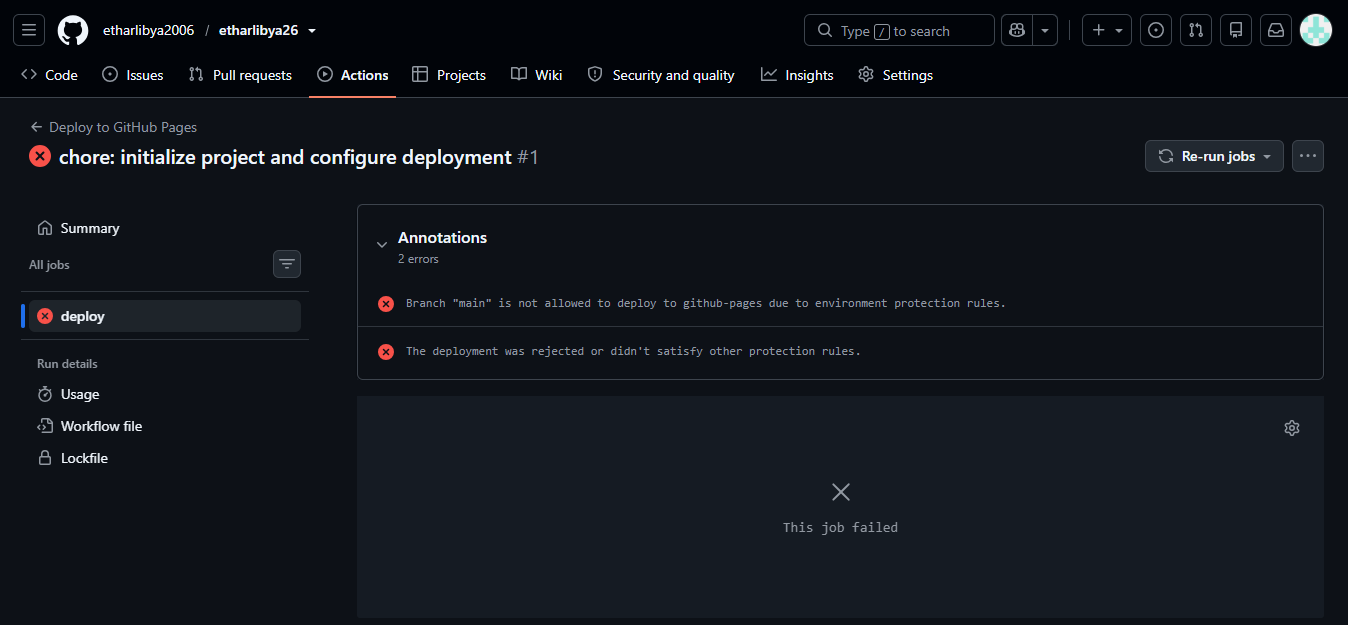 etharlibya2006 / etharlibya26
Type / to search
Code Issues Pull requests Actions Projects Wiki Security and quality Insights Settings
Deploy to GitHub Pages
chore: initialize project and configure deployment #1
Re-run jobs
Summary
All jobs
deploy
Run details
Usage
Workflow file
Lockfile
Annotations
2 errors
Branch "main" is not allowed to deploy to github-pages due to environment protection rules.
The deployment was rejected or didn't satisfy other protection rules.
This job failed